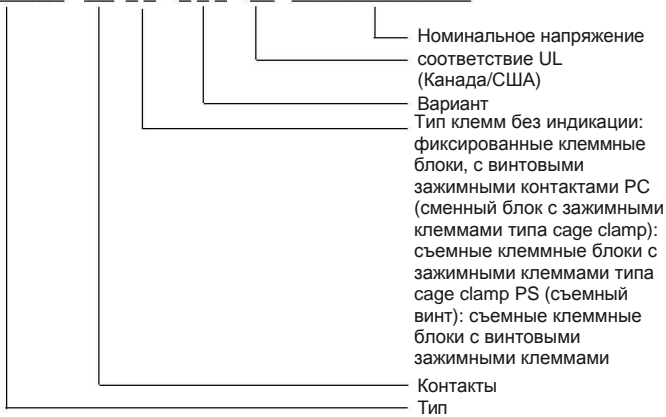 Номинальное напряжение
соответствие UL
(Канада/США)
Вариант
Тип клемм без индикации:
фиксированные клеммные
блоки, с винтовыми
зажимными контактами PC
(сменный блок с зажимными
клеммами типа cage clamp):
съемные клеммные блоки с
зажимными клеммами типа
cage clamp PS (съемный
винт): съемные клеммные
блоки с винтовыми
зажимными клеммами
Контакты
Тип